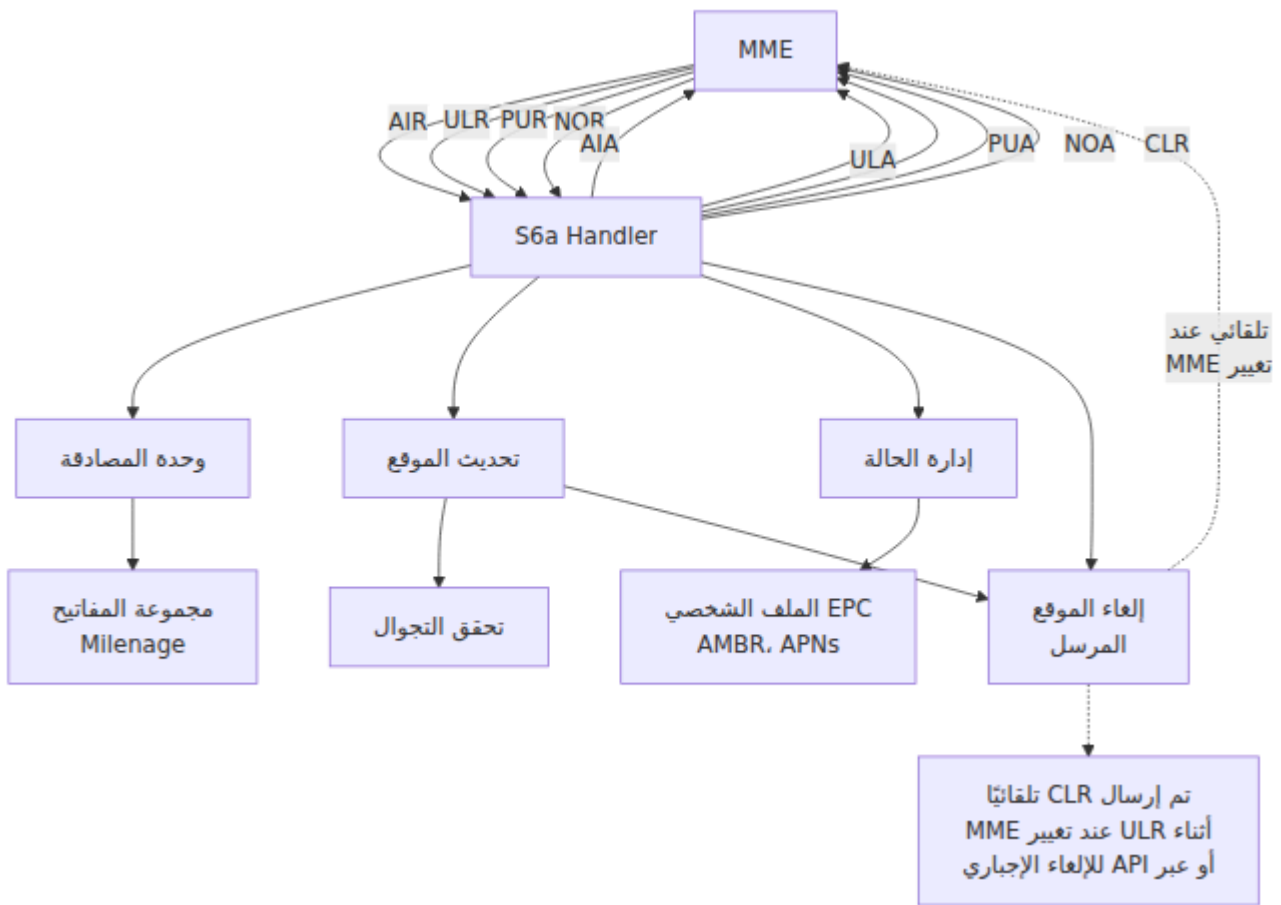 MME
AIR
ULR
PUR
NOR
AIA
ULA
PUA
NOA
CLR
S6a Handler
تلقائي عند
تغيير MME
وحدة المصادقة
تحديث الموقع
إدارة الحالة
مجموعة المفاتيح
Milenage
تحقق التجوال
الملف الشخصي EPC
AMBR، APNs
إلغاء الموقع
المرسل
تم إرسال CLR تلقائيًا
أثناء ULR عند تغيير MME
أو عبر API للإلغاء الإجباري